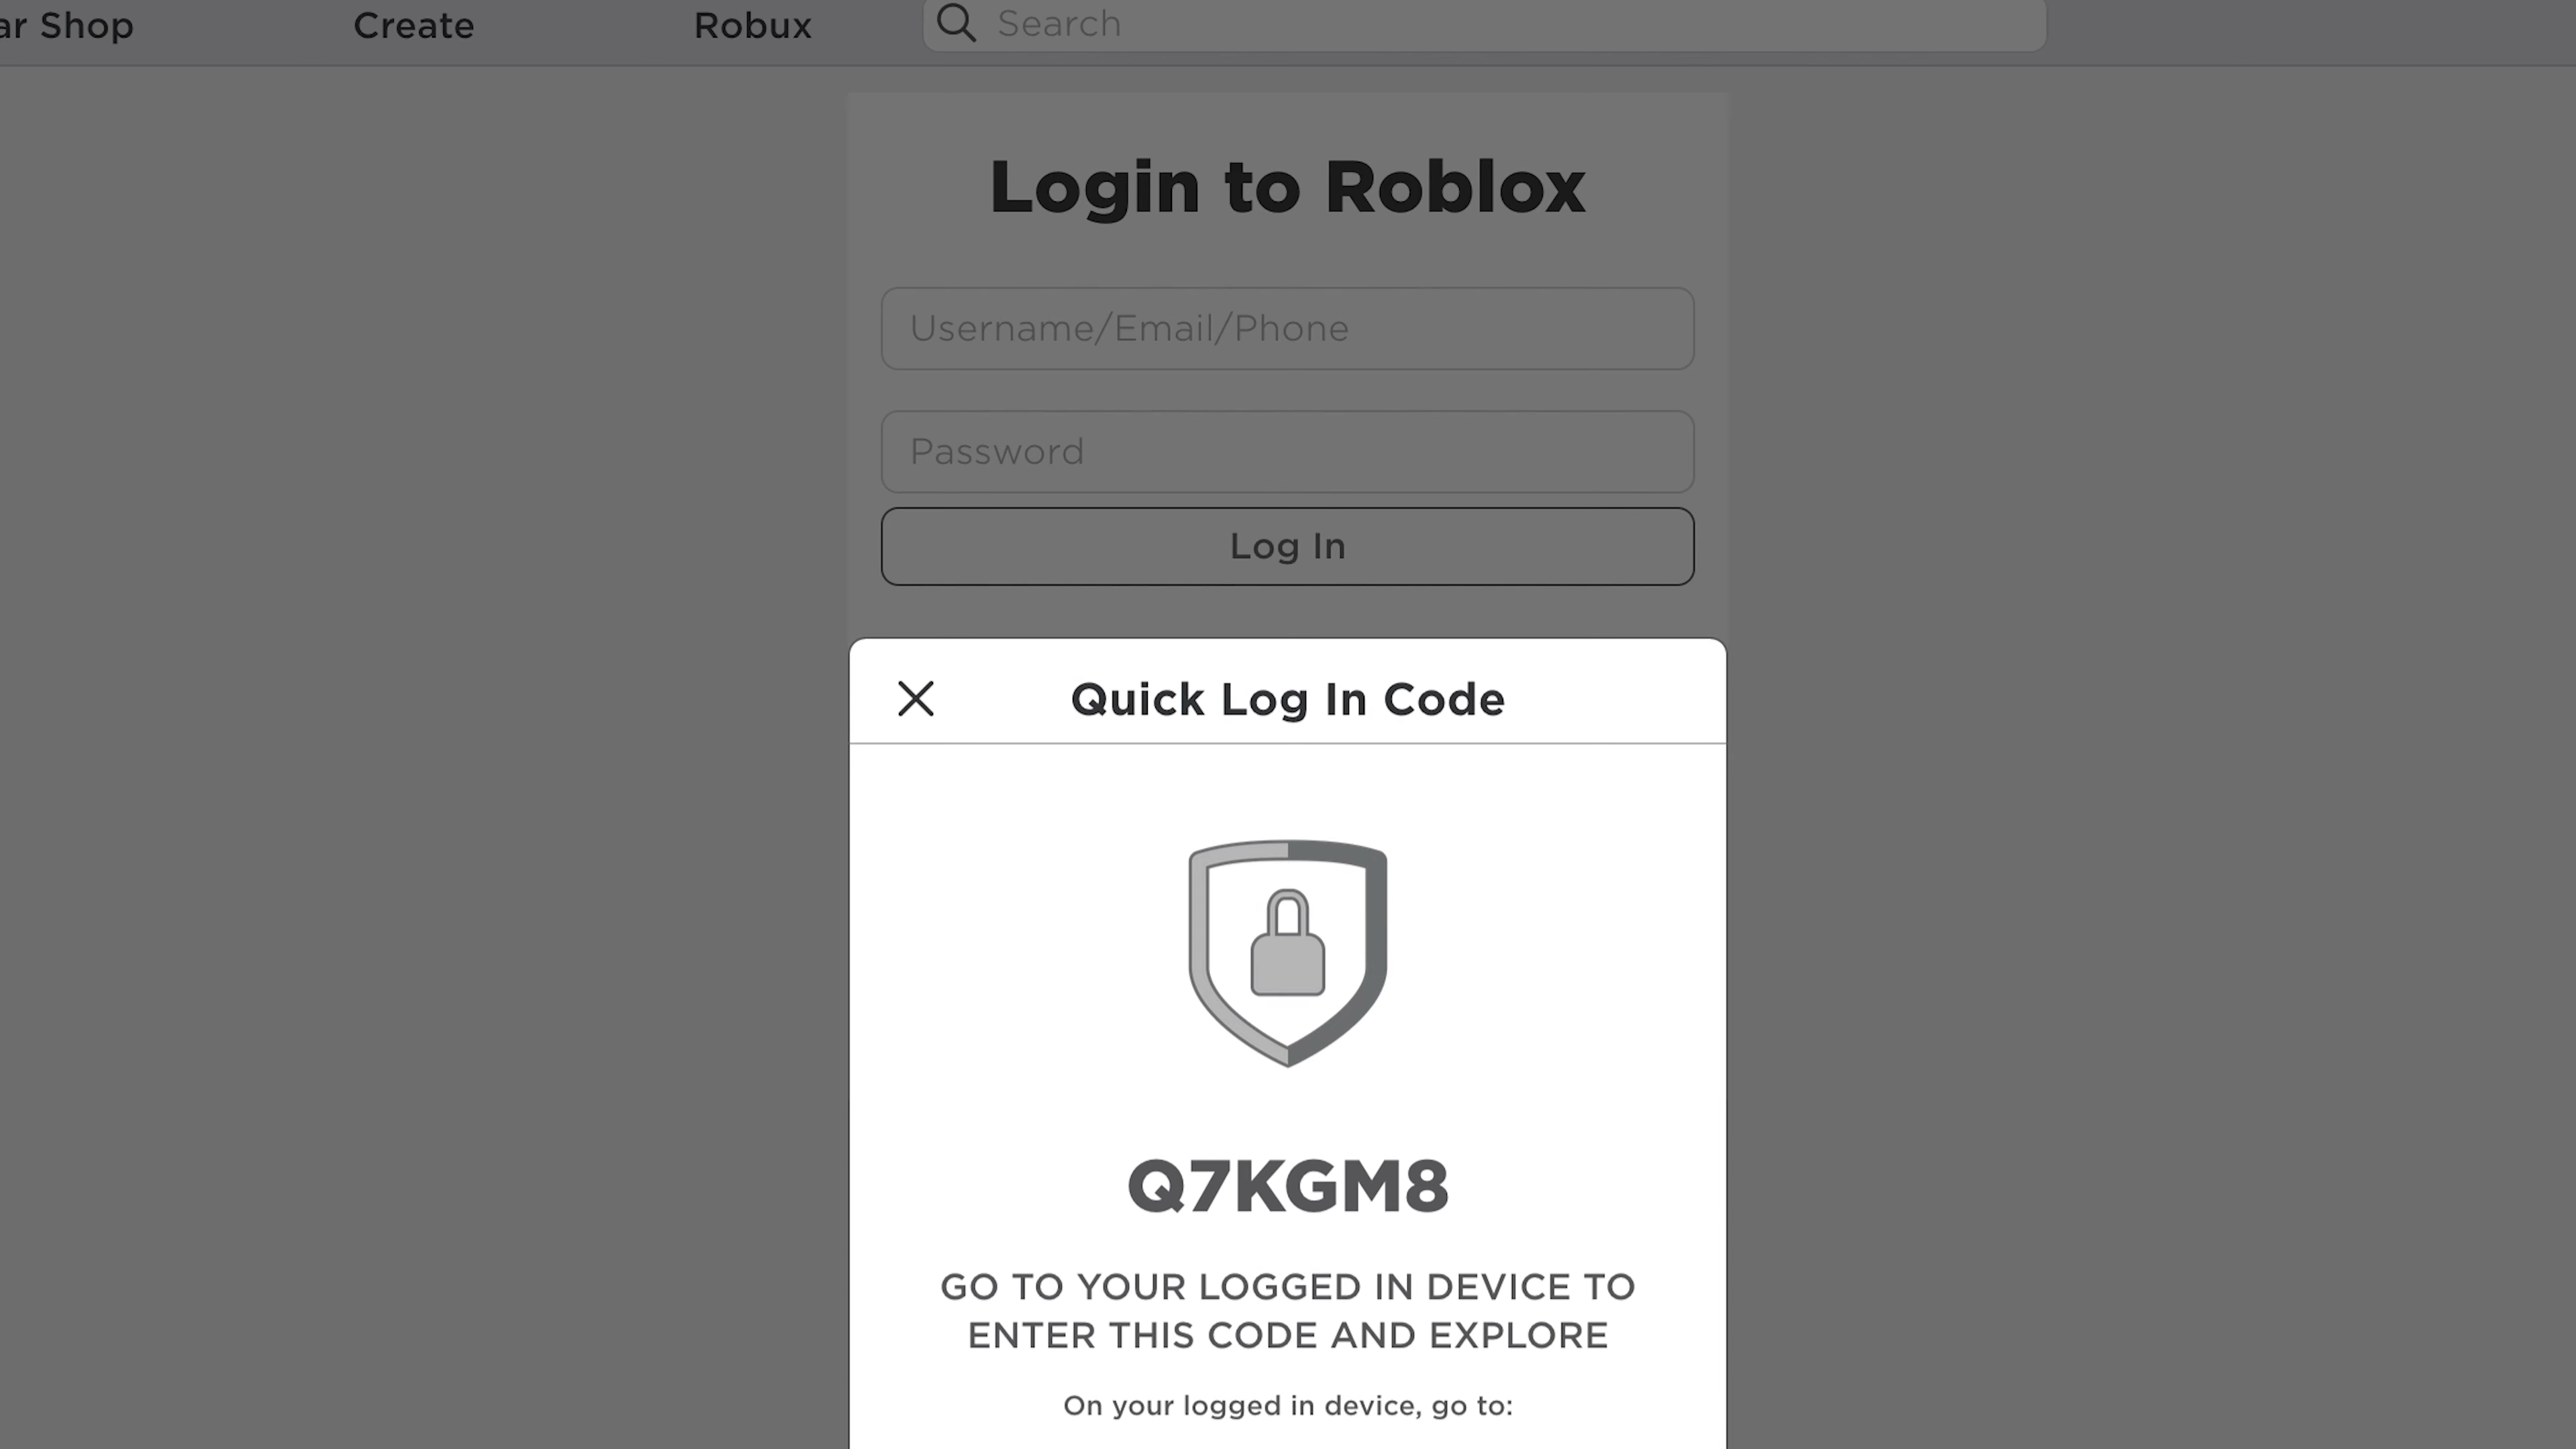 ar Shop
Create
Robux
Search
Login to Roblox
Username/Email/Phone
Password
Log In
Quick Log In Code
Q7KGM8
GO TO YOUR LOGGED IN DEVICE TO
ENTER THIS CODE AND EXPLORE
On your logged in device, go to: